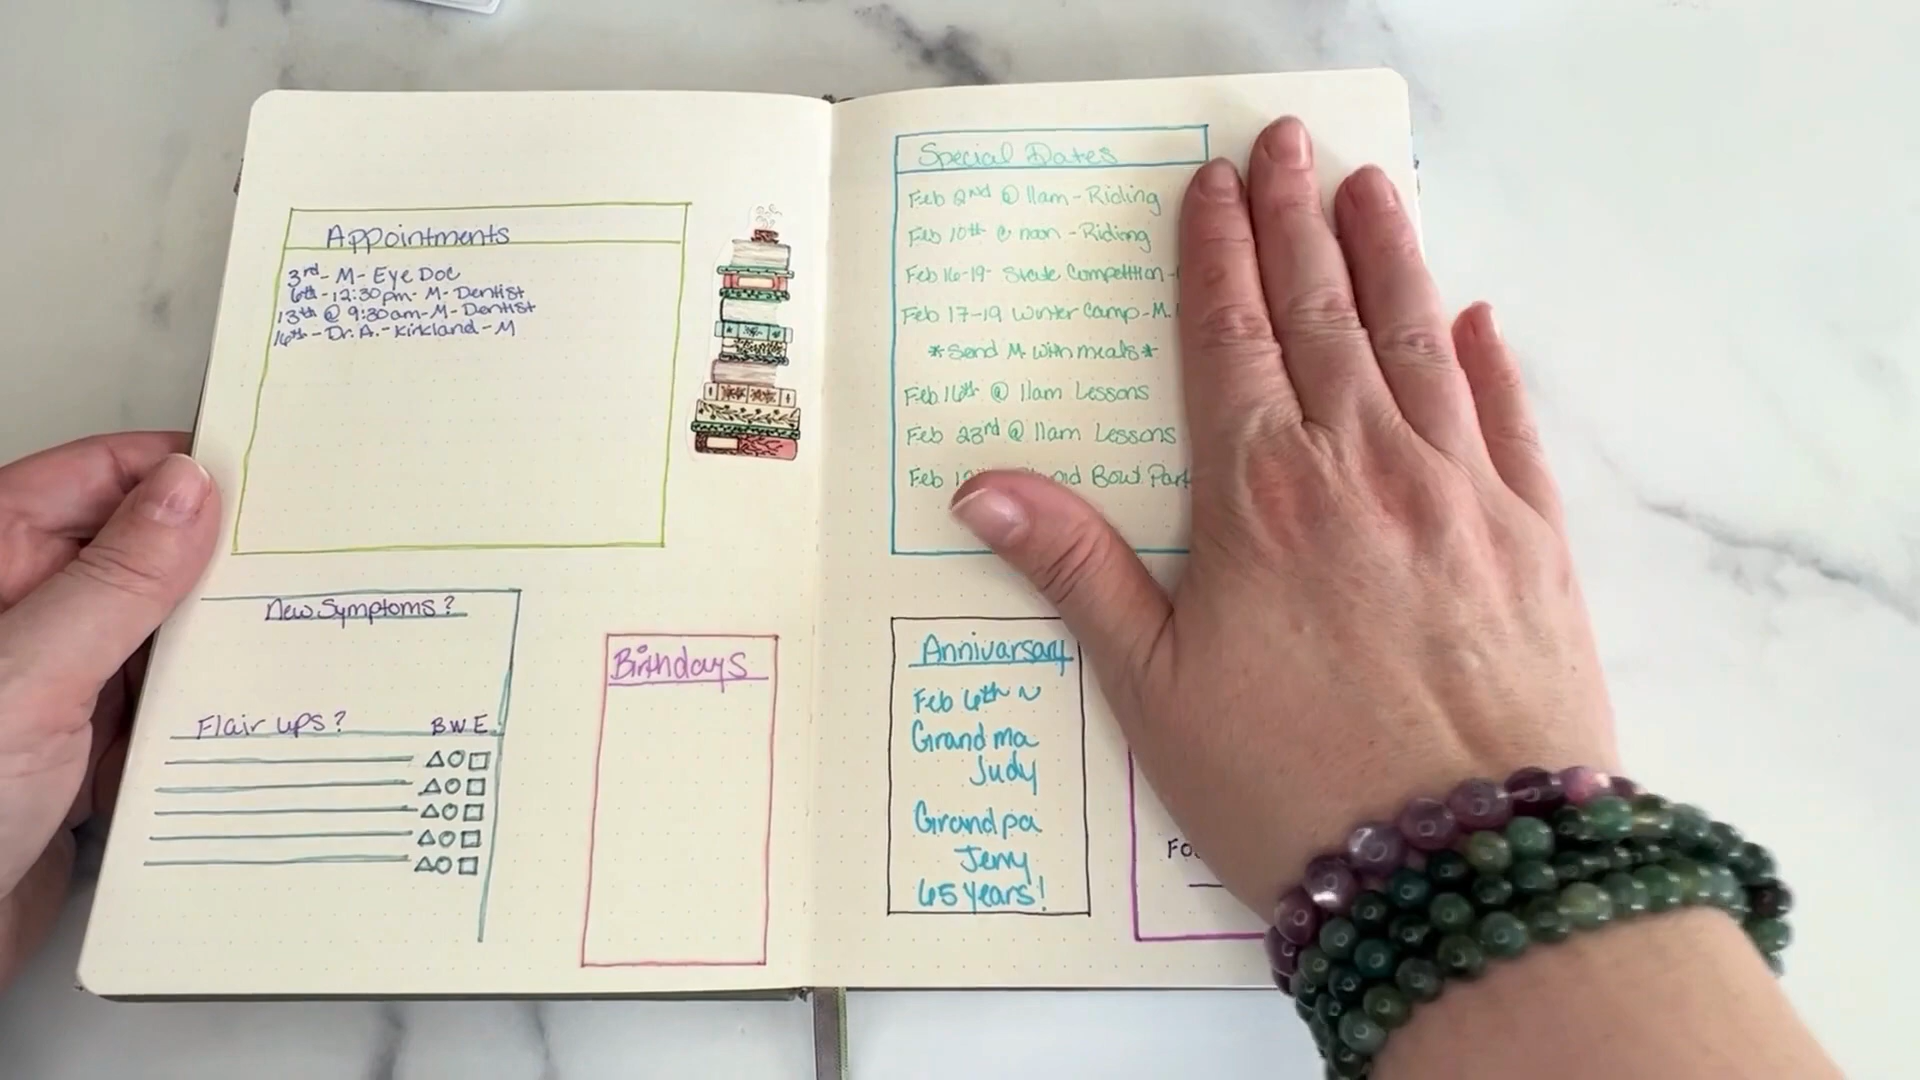 Appointments
3rd- M- Eye Doc
6th-12:30pm- M- Dentist
13th @ 9:30am-M- Dentist
16th- Dr. A.- Kirkland - M
New Symptoms?
Flair ups? B W E
Birthdays
Special Dates
Feb 2nd @ 11am - Riding
Feb 10th @ noon - Riding
Feb 16-19- State Competition -
Feb 17-19 Winter Camp - M.
*Send M with meals*
Feb 16th @ 11am Lessons
Feb 23rd @ 11am Lessons
Feb Bowl
Annivarsary
Feb 6th ~
Grandma
Judy
Grandpa
Jerry
65 years!